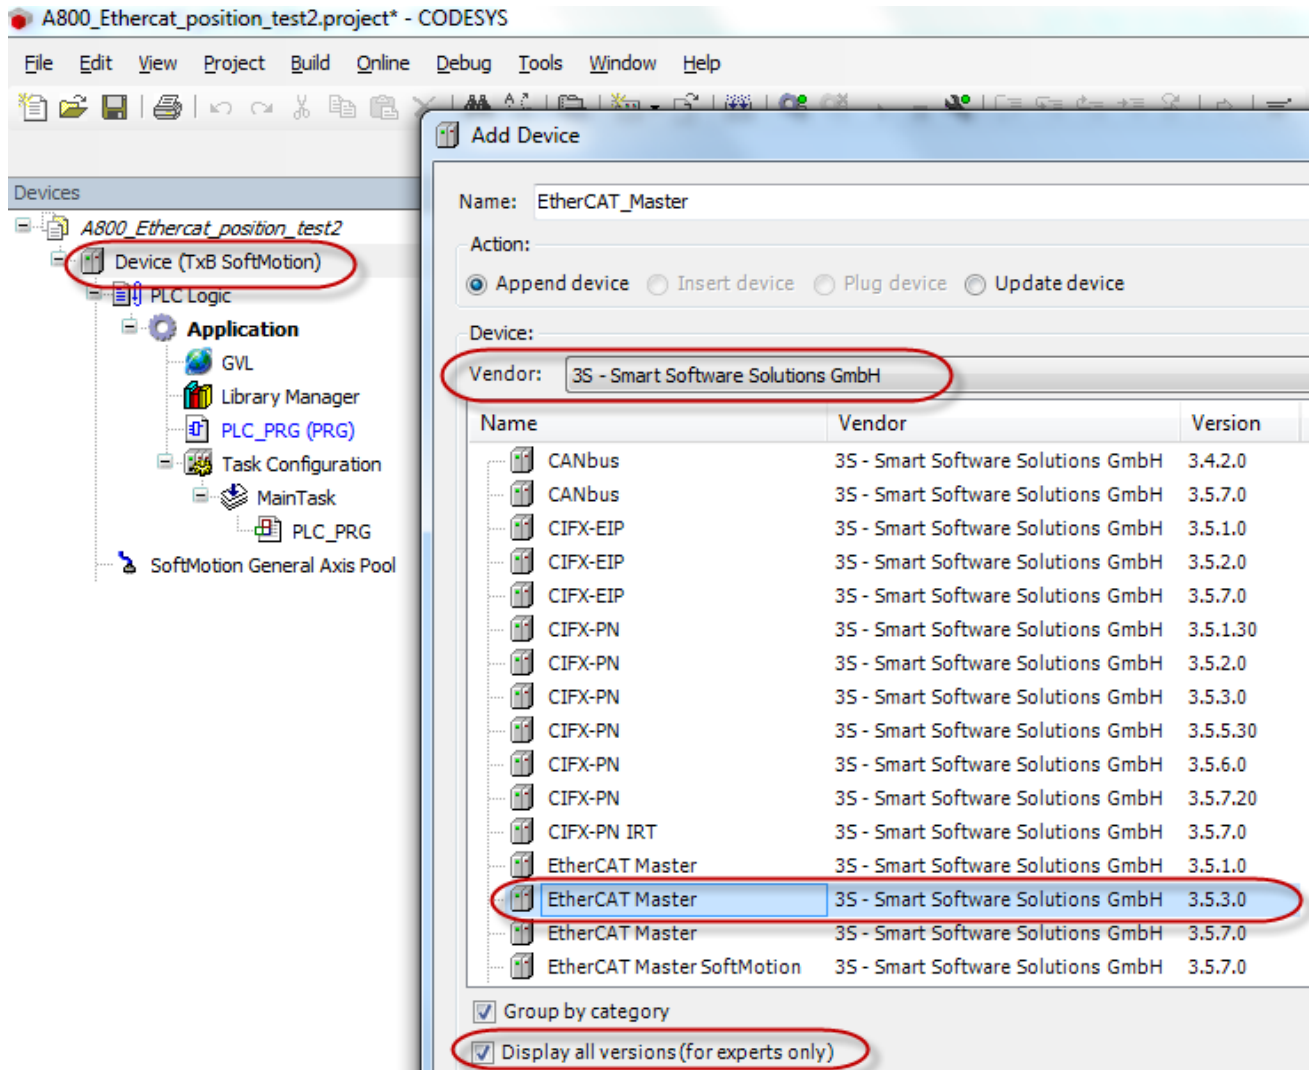 A800_Ethercat_position_test2.project* - CODESYS
File Edit View Project Build Online Debug Tools Window Help
Add Device
Devices
A800_Ethercat_position_test2
Device (TxB SoftMotion)
PLC Logic
Application
GVL
Library Manager
PLC_PRG (PRG)
Task Configuration
MainTask
PLC_PRG
SoftMotion General Axis Pool
Name: EtherCAT_Master
Action:
Append device Insert device Plug device Update device
Device:
Vendor: 3S - Smart Software Solutions GmbH
Name Vendor Version
CANbus 3S - Smart Software Solutions GmbH 3.4.2.0
CANbus 3S - Smart Software Solutions GmbH 3.5.7.0
CIFX-EIP 3S - Smart Software Solutions GmbH 3.5.1.0
CIFX-EIP 3S - Smart Software Solutions GmbH 3.5.2.0
CIFX-EIP 3S - Smart Software Solutions GmbH 3.5.7.0
CIFX-PN 3S - Smart Software Solutions GmbH 3.5.1.30
CIFX-PN 3S - Smart Software Solutions GmbH 3.5.2.0
CIFX-PN 3S - Smart Software Solutions GmbH 3.5.3.0
CIFX-PN 3S - Smart Software Solutions GmbH 3.5.5.30
CIFX-PN 3S - Smart Software Solutions GmbH 3.5.6.0
CIFX-PN 3S - Smart Software Solutions GmbH 3.5.7.20
CIFX-PN IRT 3S - Smart Software Solutions GmbH 3.5.7.0
EtherCAT Master 3S - Smart Software Solutions GmbH 3.5.1.0
EtherCAT Master 3S - Smart Software Solutions GmbH 3.5.3.0
EtherCAT Master 3S - Smart Software Solutions GmbH 3.5.7.0
EtherCAT Master SoftMotion 3S - Smart Software Solutions GmbH 3.5.7.0
Group by category
Display all versions (for experts only)